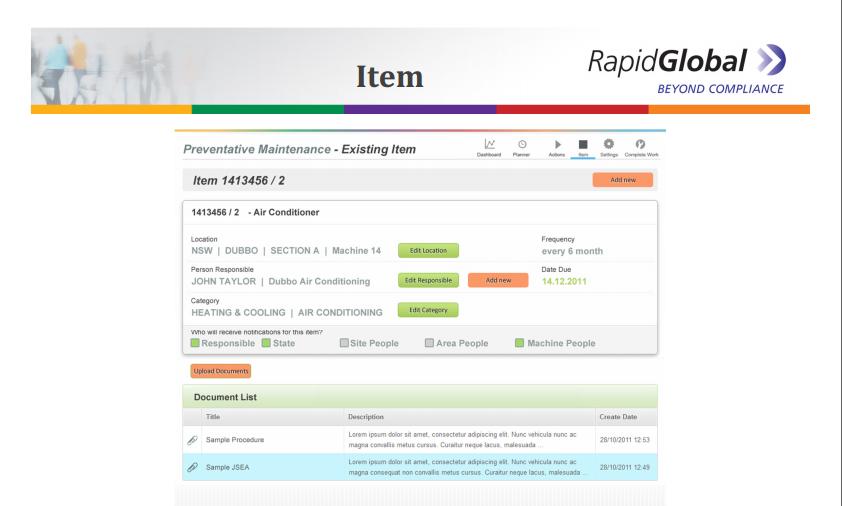 Item
RapidGlobal
BEYOND COMPLIANCE
Preventative Maintenance - Existing Item
Dashboard Planner Actions Item Settings Complete Work
Item 1413456 / 2
Add new
1413456 / 2 - Air Conditioner
Location
NSW | DUBBO | SECTION A | Machine 14
Edit Location
Frequency
every 6 month
Person Responsible
JOHN TAYLOR | Dubbo Air Conditioning
Edit Responsible
Add new
Date Due
14.12.2011
Category
HEATING & COOLING | AIR CONDITIONING
Edit Category
Who will receive notifications for this item?
Responsible State Site People Area People Machine People
Upload Documents
Document List
Title Description Create Date
Sample Procedure
Lorem ipsum dolor sit amet, consectetur adipiscing elit. Nunc vehicula nunc ac
magna convallis metus cursus. Curaitur neque lacus, malesuada ...
28/10/2011 12:53
Sample JSEA
Lorem ipsum dolor sit amet, consectetur adipiscing elit. Nunc vehicula nunc ac
magna consequat non convallis metus cursus. Curaitur neque lacus, malesuada ...
28/10/2011 12:49